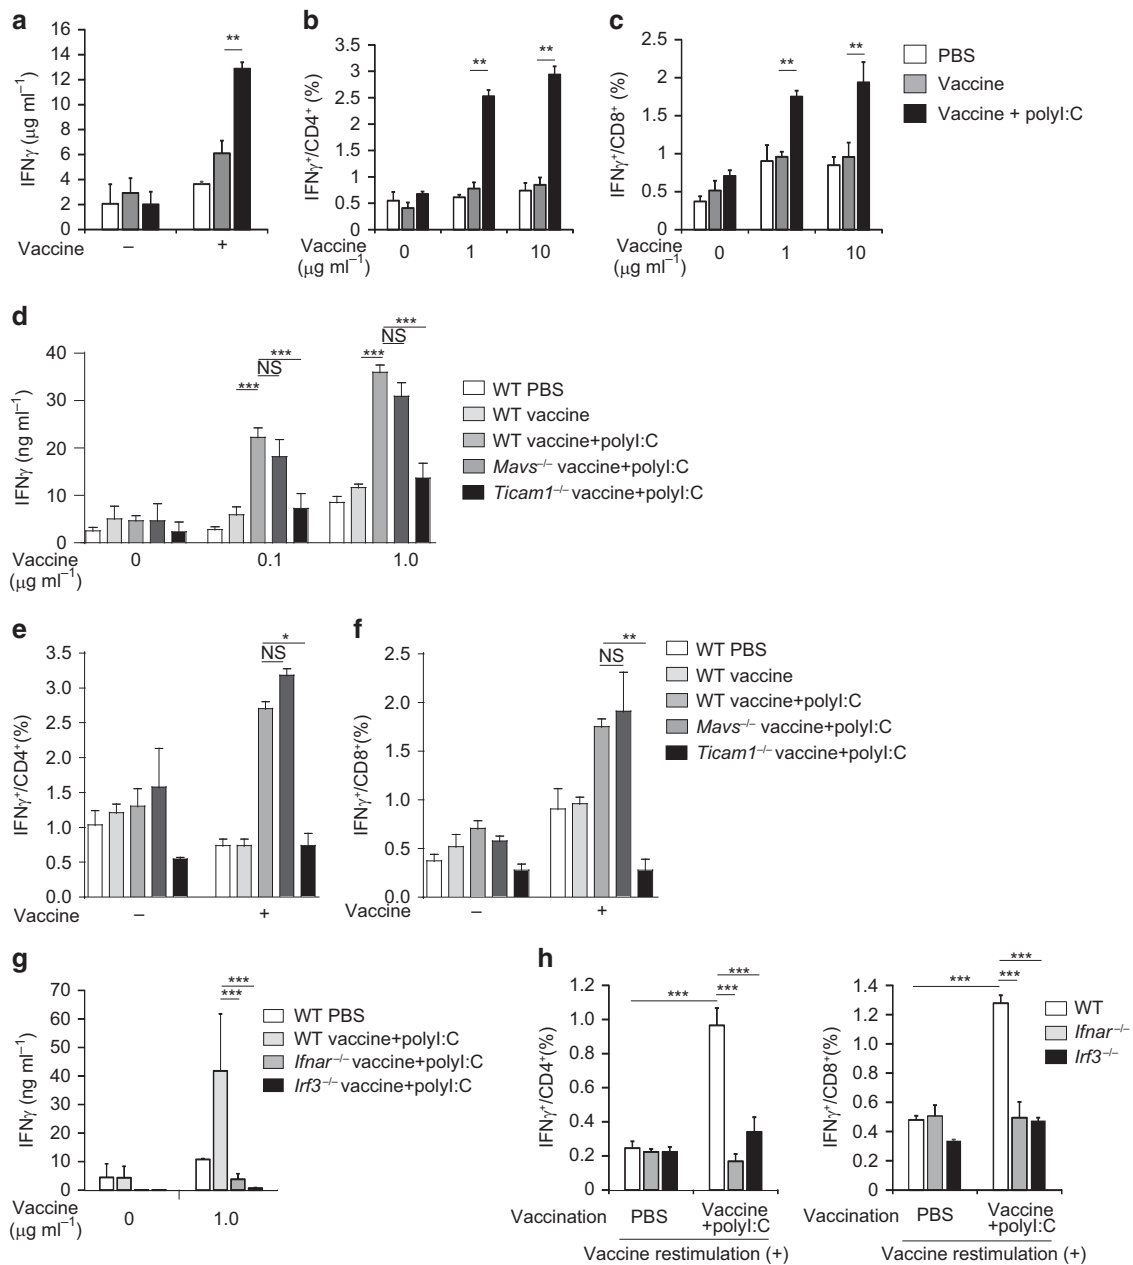 a
IFNγ (μg ml⁻¹)
16
14
12
10
8
6
4
2
0
**
Vaccine
–
+
b
IFNγ⁺/CD4⁺ (%)
3.5
3
2.5
2
1.5
1
0.5
0
**
**
Vaccine
(μg ml⁻¹)
0
1
10
c
IFNγ⁺/CD8⁺ (%)
2.5
2
1.5
1
0.5
0
**
**
Vaccine
(μg ml⁻¹)
0
1
10
PBS
Vaccine
Vaccine + polyI:C
d
IFNγ (ng ml⁻¹)
40
30
20
10
0
***
NS
***
***
NS
***
Vaccine
(μg ml⁻¹)
0
0.1
1.0
WT PBS
WT vaccine
WT vaccine+polyI:C
Mavs⁻/⁻ vaccine+polyI:C
Ticam1⁻/⁻ vaccine+polyI:C
e
IFNγ⁺/CD4⁺(%)
3.5
3.0
2.5
2.0
1.5
1.0
0.5
0.0
*
NS
Vaccine
–
+
f
IFNγ⁺/CD8⁺(%)
2.5
2.0
1.5
1.0
0.5
0.0
**
NS
Vaccine
–
+
WT PBS
WT vaccine
WT vaccine+polyI:C
Mavs⁻/⁻ vaccine+polyI:C
Ticam1⁻/⁻ vaccine+polyI:C
g
IFNγ (ng ml⁻¹)
70
60
50
40
30
20
10
0
***
***
Vaccine
(μg ml⁻¹)
0
1.0
WT PBS
WT vaccine+polyI:C
Ifnar⁻/⁻ vaccine+polyI:C
Irf3⁻/⁻ vaccine+polyI:C
h
IFNγ⁺/CD4⁺(%)
1.2
1.0
0.8
0.6
0.4
0.2
0
***
***
***
Vaccination
PBS
Vaccine
+polyI:C
Vaccine restimulation (+)
IFNγ⁺/CD8⁺(%)
1.4
1.2
1.0
0.8
0.6
0.4
0.2
0
***
***
***
Vaccination
PBS
Vaccine
+polyI:C
Vaccine restimulation (+)
WT
Ifnar⁻/⁻
Irf3⁻/⁻